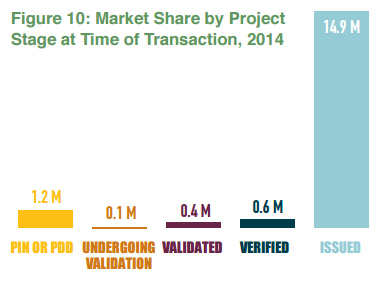 Figure 10: Market Share by Project
Stage at Time of Transaction, 2014
14.9 M
1.2 M
0.1 M
0.4 M
0.6 M
PIN OR PDD
UNDERGOING
VALIDATION
VALIDATED
VERIFIED
ISSUED